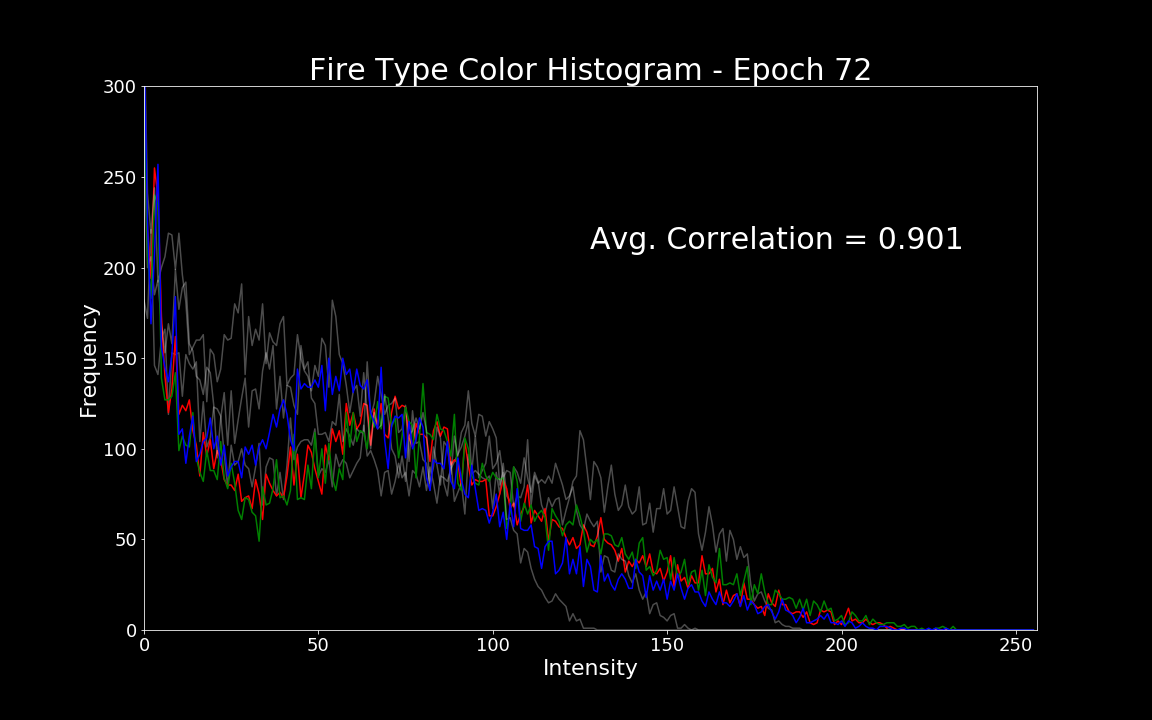 Fire Type Color Histogram - Epoch 72
300
250
200
150
100
50
0
Frequency
Avg. Correlation = 0.901
0 50 100 150 200 250
Intensity